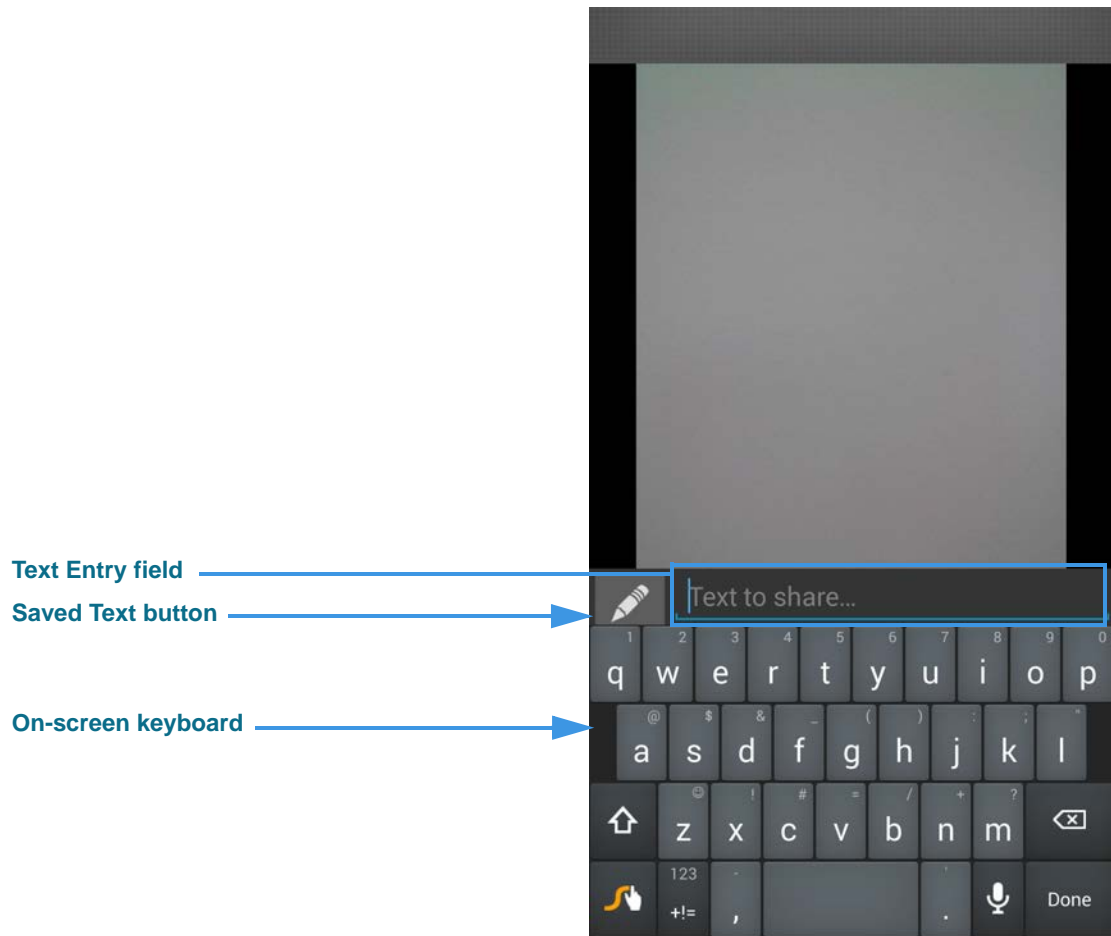 Text Entry field
Text to share...
Saved Text button
1 2 3 4 5 6 7 8 9 0
q w e r t y u i o p
On-screen keyboard
@ $ & _ ( ) : ; "
a s d f g h j k l
! # = / + ?
z x c v b n m
123 - '
+!= , . Done